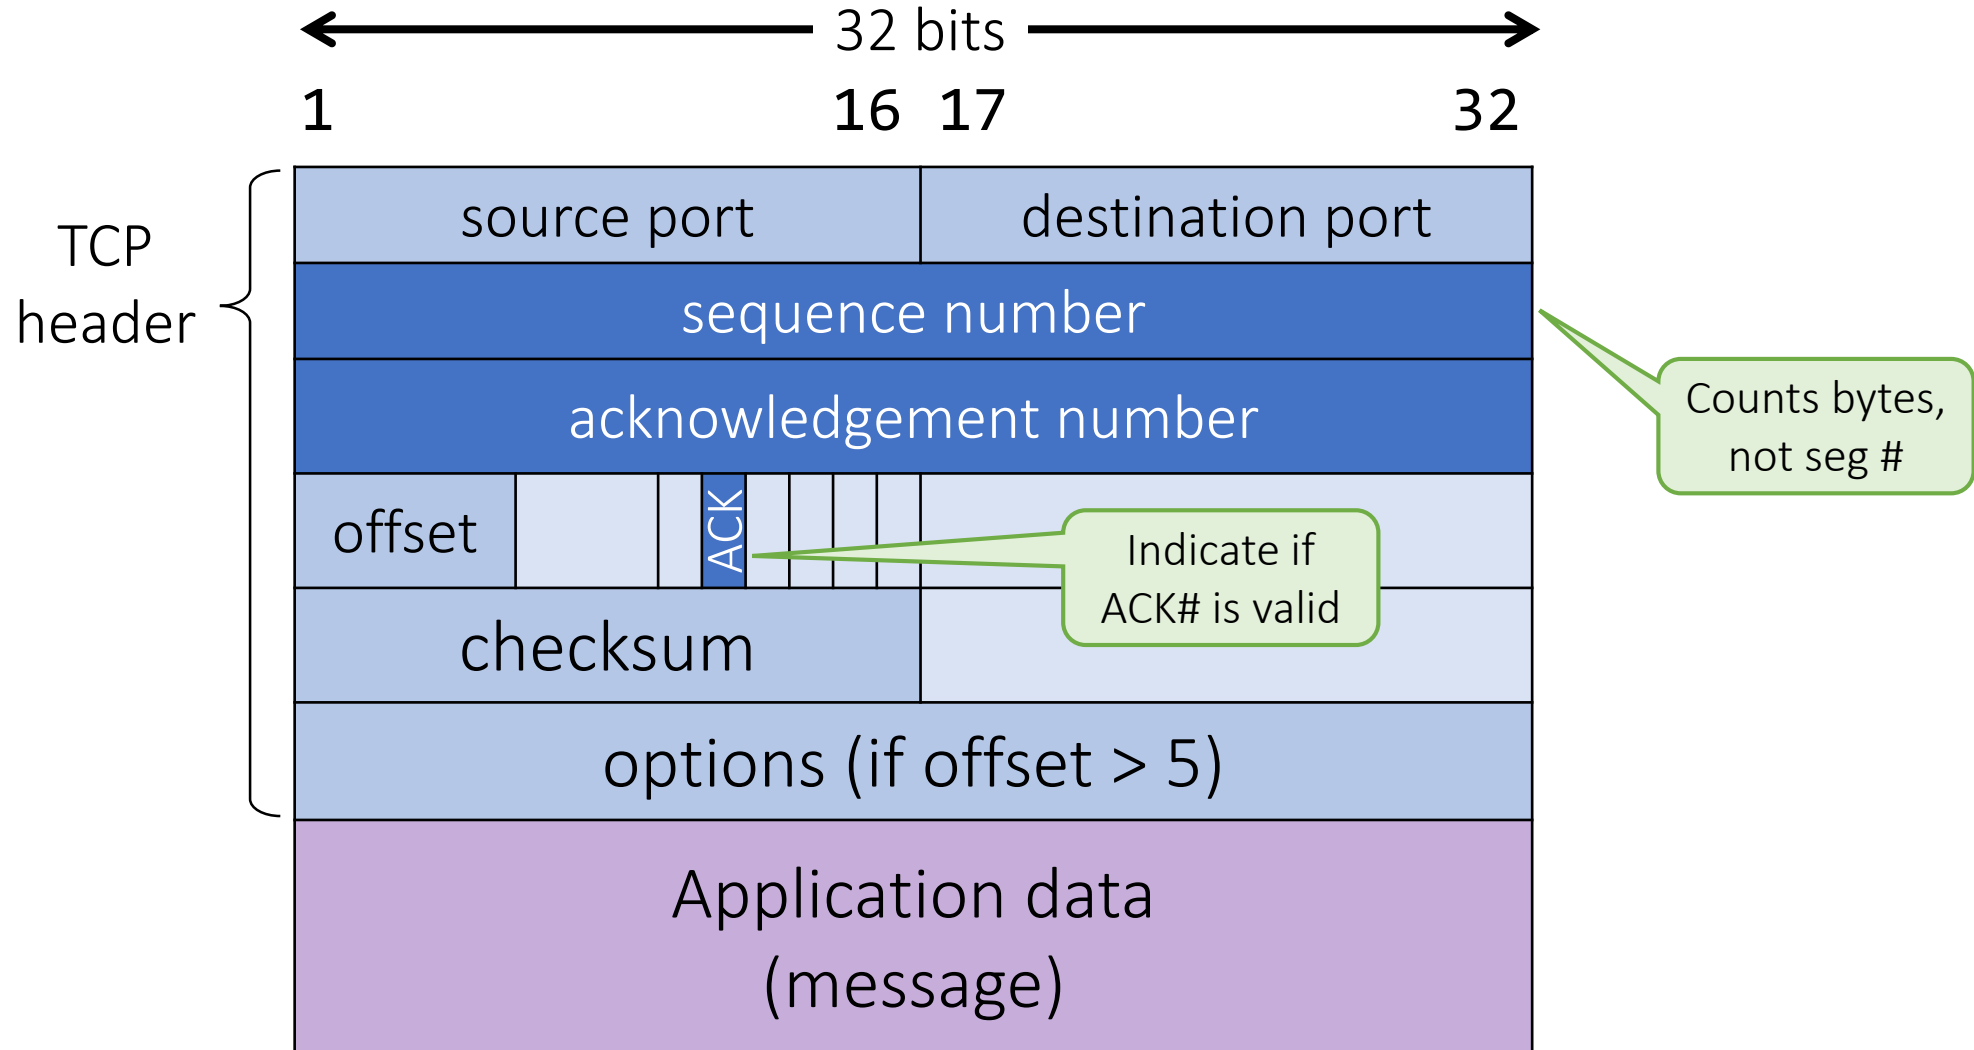 32 bits
1 16 17 32
TCP
header
source port destination port
sequence number
acknowledgement number
Counts bytes,
not seg #
offset ACK
Indicate if
ACK# is valid
checksum
options (if offset > 5)
Application data
(message)